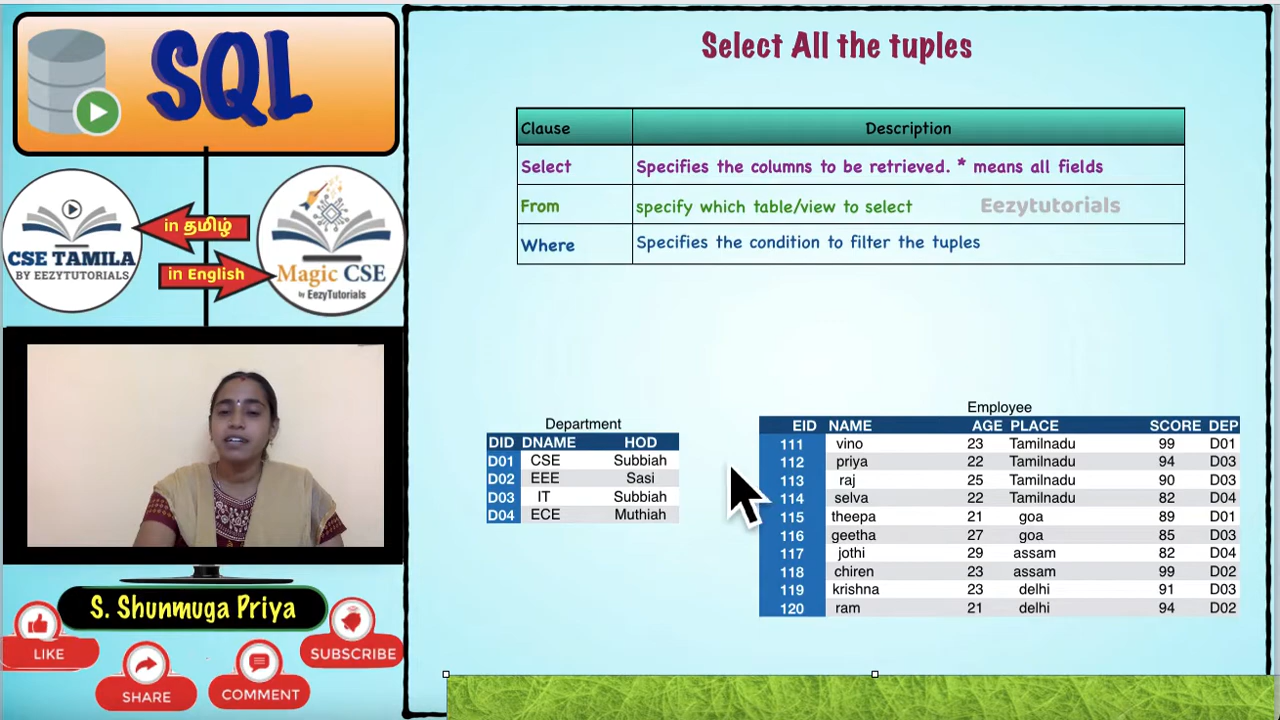 SQL
in தமிழ்
CSE TAMILA
BY EEZYTUTORIALS
in English
Magic CSE
by EezyTutorials
S. Shunmuga Priya
LIKE
SHARE
COMMENT
SUBSCRIBE
Select All the tuples
Clause Description
Select Specifies the columns to be retrieved. * means all fields
From specify which table/view to select Eezytutorials
Where Specifies the condition to filter the tuples
Department
DID DNAME HOD
D01 CSE Subbiah
D02 EEE Sasi
D03 IT Subbiah
D04 ECE Muthiah
Employee
EID NAME AGE PLACE SCORE DEP
111 vino 23 Tamilnadu 99 D01
112 priya 22 Tamilnadu 94 D03
113 raj 25 Tamilnadu 90 D03
114 selva 22 Tamilnadu 82 D04
115 theepa 21 goa 89 D01
116 geetha 27 goa 85 D03
117 jothi 29 assam 82 D04
118 chiren 23 assam 99 D02
119 krishna 23 delhi 91 D03
120 ram 21 delhi 94 D02